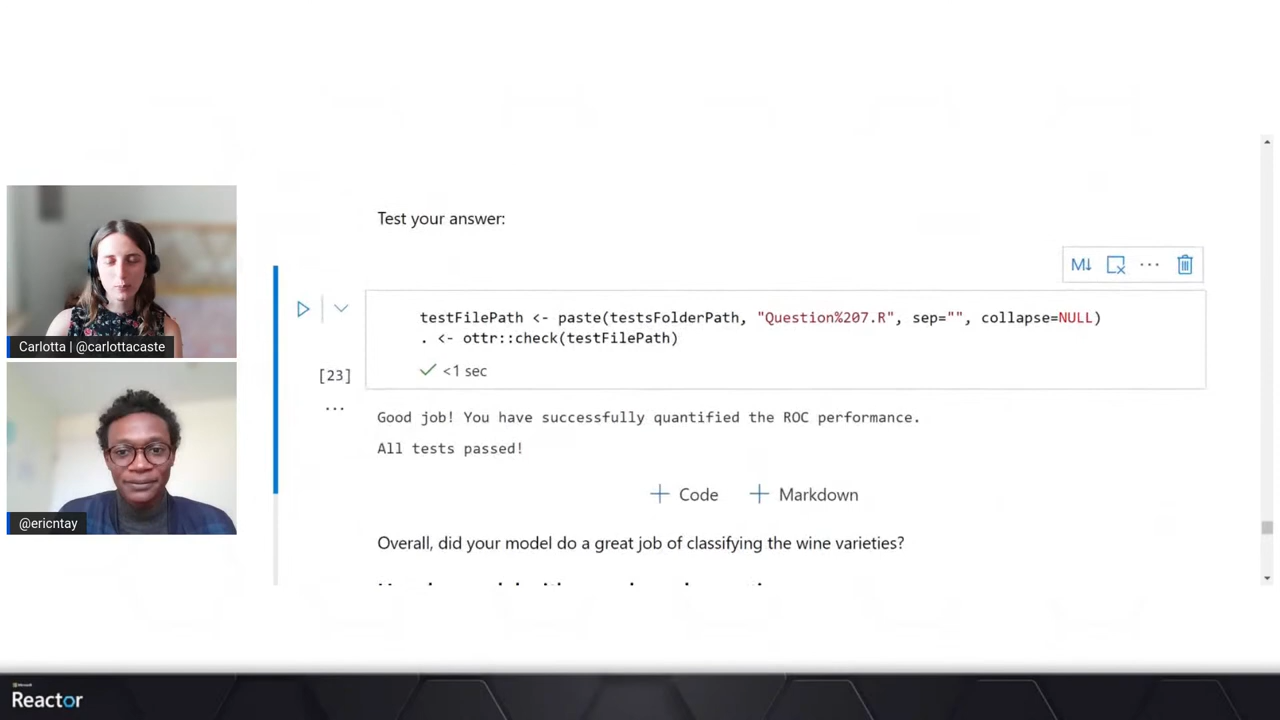 Test your answer:
M↓
testFilePath <- paste(testsFolderPath, "Question%207.R", sep="", collapse=NULL)
. <- ottr::check(testFilePath)
<1 sec
[23]
Good job! You have successfully quantified the ROC performance.
All tests passed!
Code
Markdown
Overall, did your model do a great job of classifying the wine varieties?
Carlotta | @carlottacaste
@ericntay
Microsoft
Reactor